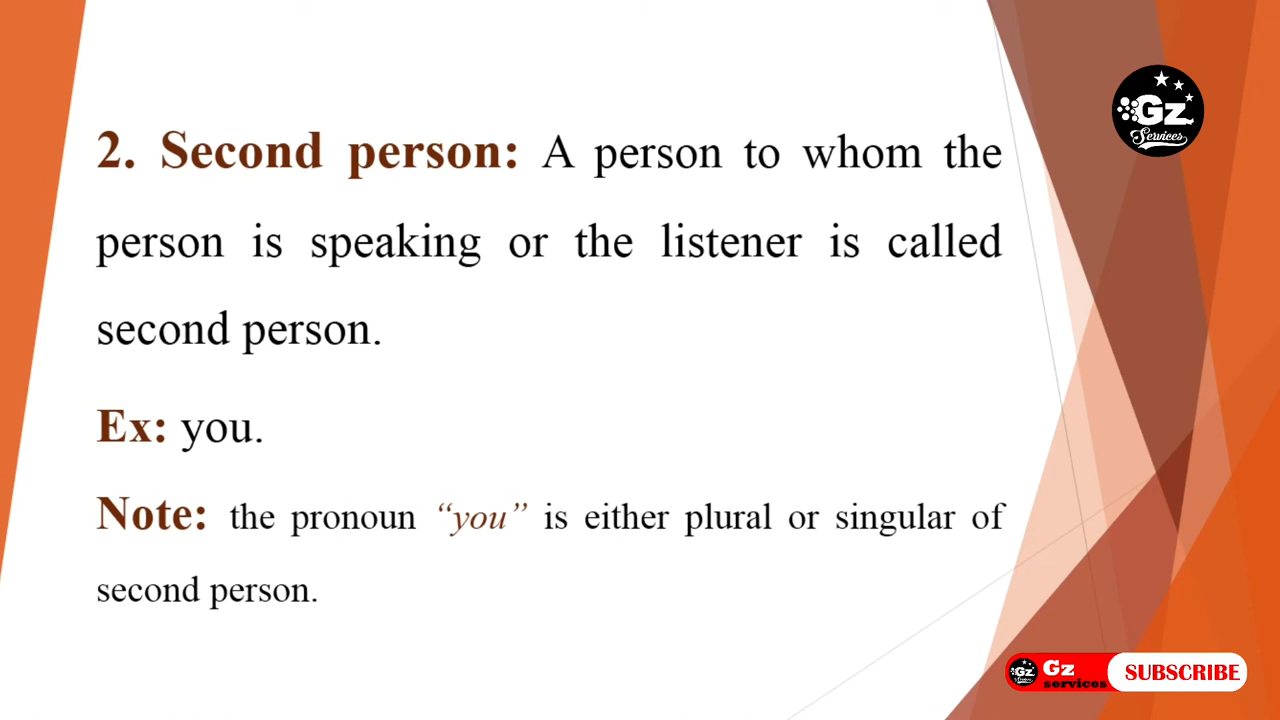 Gz
Services
2. Second person: A person to whom the
person is speaking or the listener is called
second person.
Ex: you.
Note: the pronoun “you” is either plural or singular of
second person.
Gz
Gz
services
SUBSCRIBE